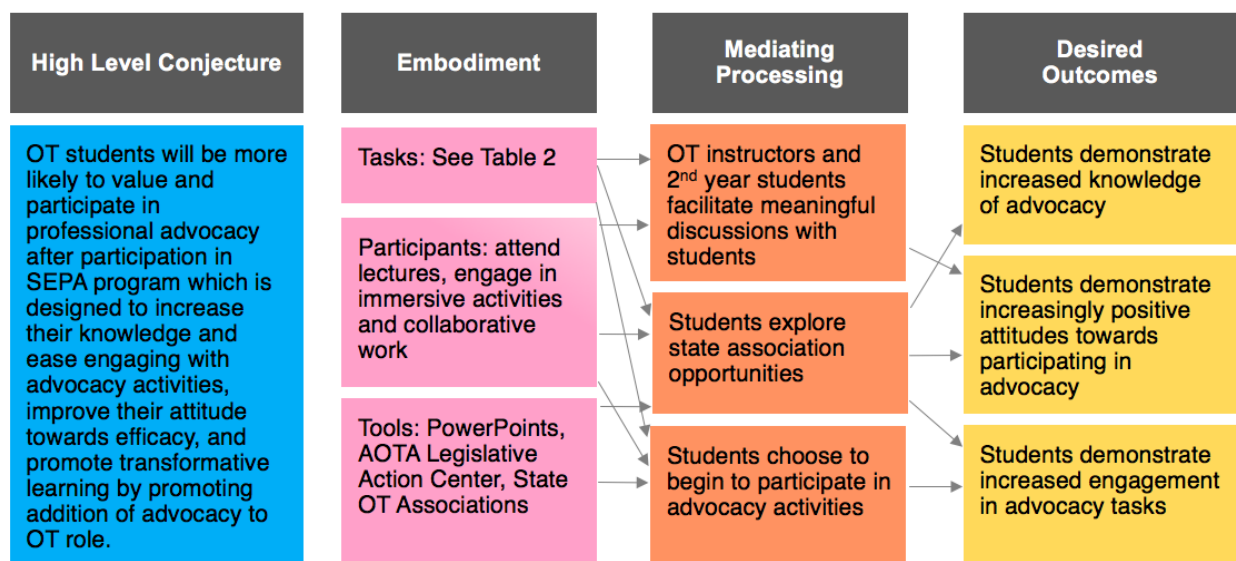 High Level Conjecture
OT students will be more
likely to value and
participate in
professional advocacy
after participation in
SEPA program which is
designed to increase
their knowledge and
ease engaging with
advocacy activities,
improve their attitude
towards efficacy, and
promote transformative
learning by promoting
addition of advocacy to
OT role.
Embodiment
Tasks: See Table 2
Participants: attend
lectures, engage in
immersive activities
and collaborative
work
Tools: PowerPoints,
AOTA Legislative
Action Center, State
OT Associations
Mediating
Processing
OT instructors and
2nd year students
facilitate meaningful
discussions with
students
Students explore
state association
opportunities
Students choose to
begin to participate in
advocacy activities
Desired
Outcomes
Students demonstrate
increased knowledge
of advocacy
Students demonstrate
increasingly positive
attitudes towards
participating in
advocacy
Students demonstrate
increased engagement
in advocacy tasks